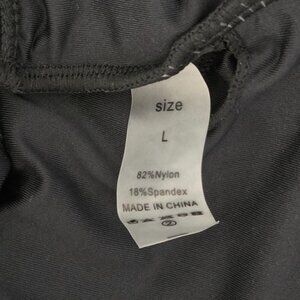 size
L
82%Nylon
18%Spandex
MADE IN CHINA